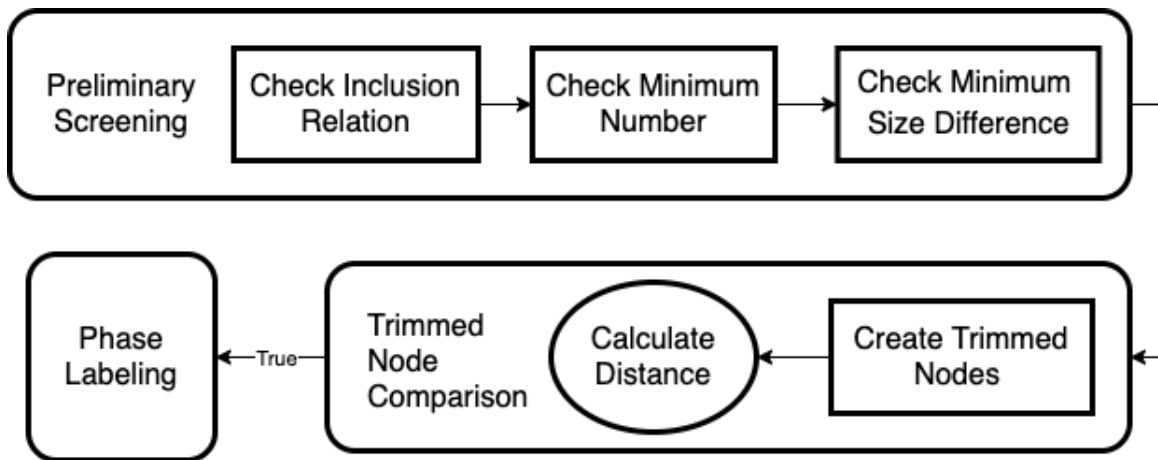 Preliminary
Screening
Check Inclusion
Relation
Check Minimum
Number
Check Minimum
Size Difference
Phase
Labeling
True
Trimmed
Node
Comparison
Calculate
Distance
Create Trimmed
Nodes